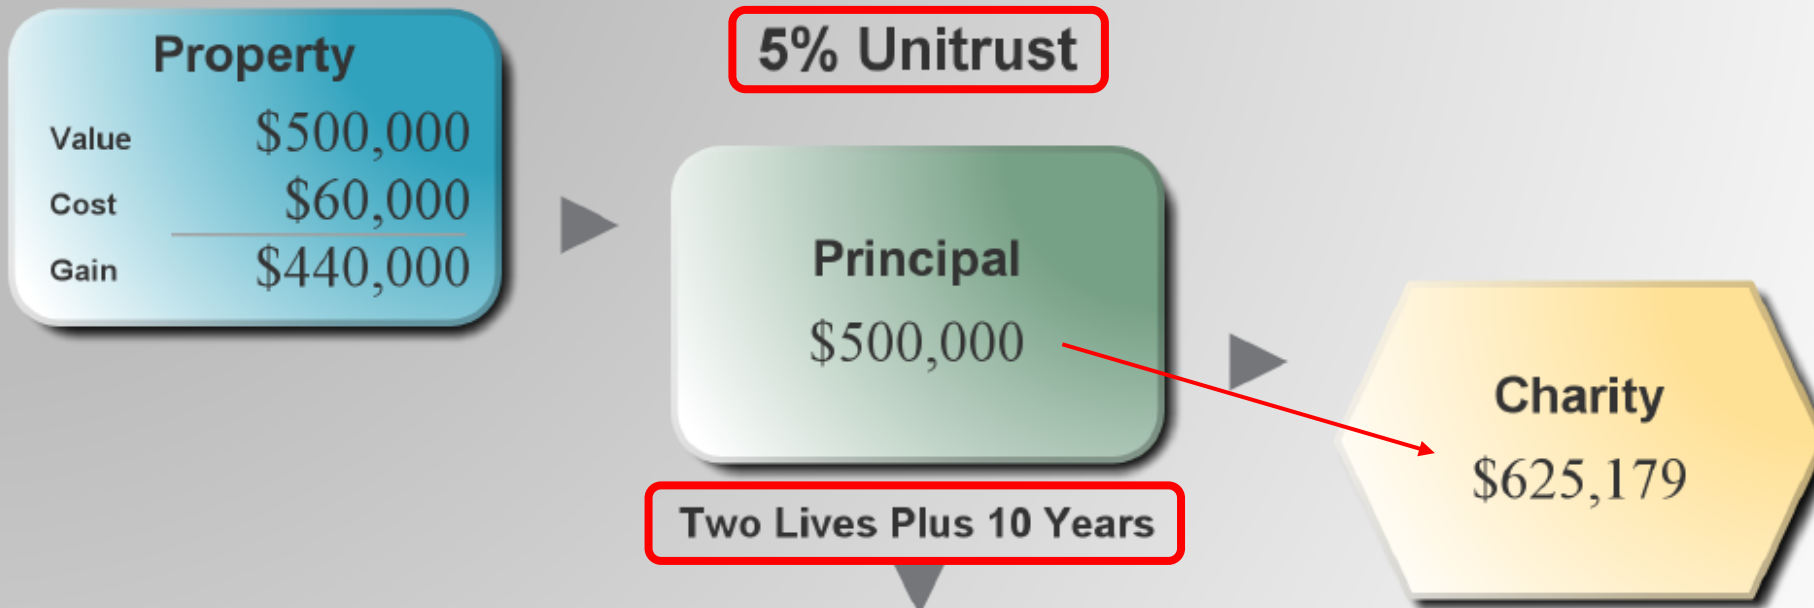 Property
Value $500,000
Cost $60,000
Gain $440,000
5% Unitrust
Principal
$500,000
Two Lives Plus 10 Years
Charity
$625,179